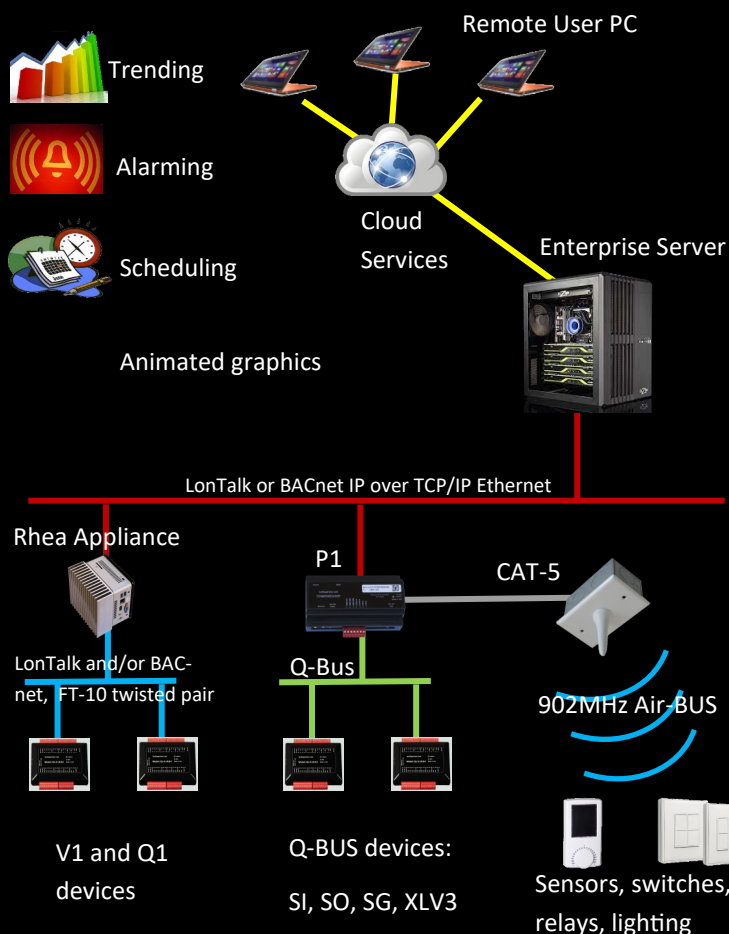 Remote User PC
Trending
Alarming
Cloud
Services
Enterprise Server
Scheduling
Animated graphics
LonTalk or BACnet IP over TCP/IP Ethernet
Rhea Appliance
P1
CAT-5
LonTalk and/or BAC-
net, FT-10 twisted pair
Q-Bus
902MHz Air-BUS
V1 and Q1
devices
Q-BUS devices:
SI, SO, SG, XLV3
Sensors, switches,
relays, lighting